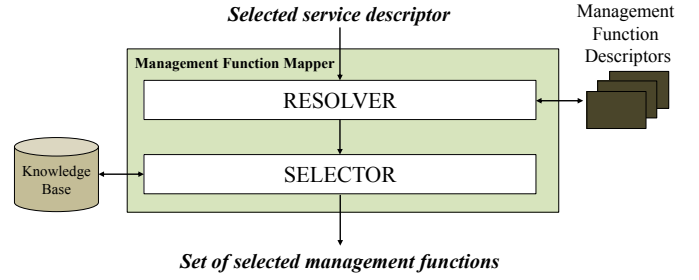 Selected service descriptor
Management
Function
Descriptors
Management Function Mapper
RESOLVER
Knowledge
Base
SELECTOR
Set of selected management functions